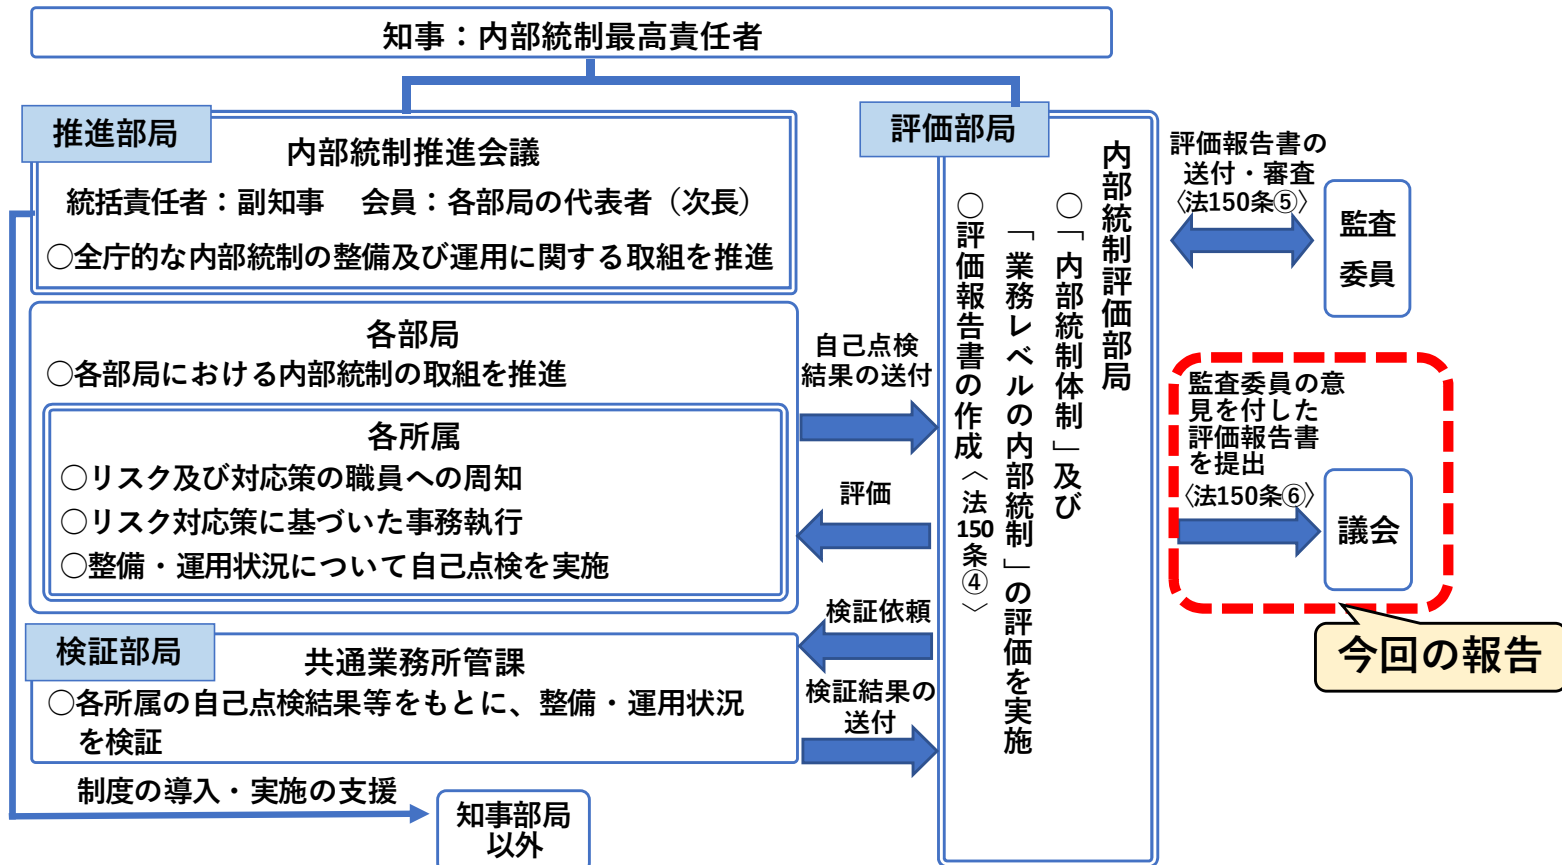 知事：内部統制最高責任者
推進部局
内部統制推進会議
統括責任者：副知事　会員：各部局の代表者（次長）
○全庁的な内部統制の整備及び運用に関する取組を推進
各部局
○各部局における内部統制の取組を推進
各所属
○リスク及び対応策の職員への周知
○リスク対応策に基づいた事務執行
○整備・運用状況について自己点検を実施
検証部局
共通業務所管課
○各所属の自己点検結果等をもとに、整備・運用状況
を検証
制度の導入・実施の支援
知事部局
以外
自己点検
結果の送付
評価
検証依頼
検証結果の
送付
評価部局
内部統制評価部局
○「内部統制体制」及び
「業務レベルの内部統制」の評価を実施
○評価報告書の作成〈法150条④〉
評価報告書の
送付・審査
〈法150条⑤〉
監査
委員
監査委員の意
見を付した
評価報告書
を提出
〈法150条⑥〉
議会
今回の報告